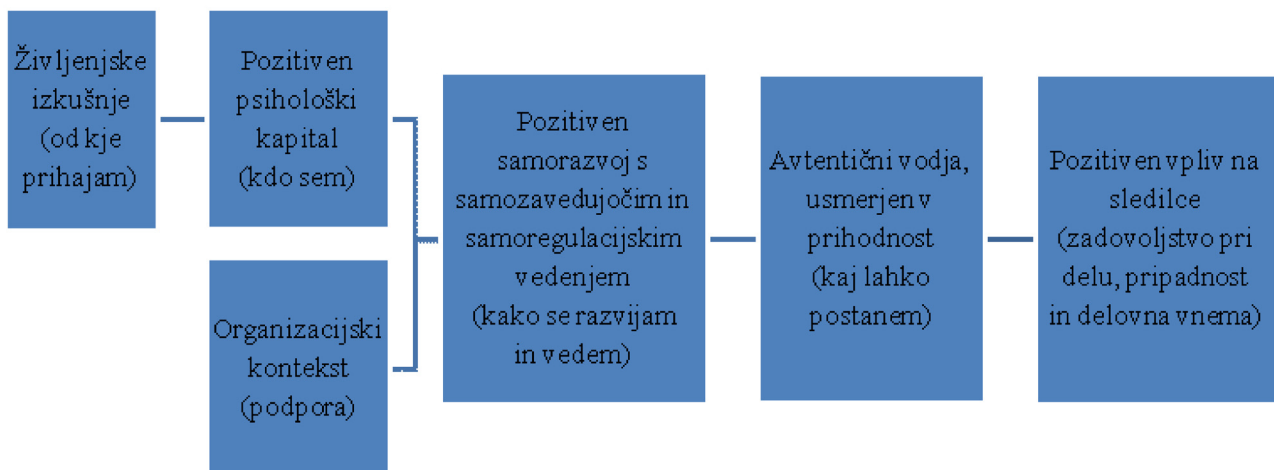 Življenjske
izkušnje
(od kje
prihajam)
Pozitiven
psihološki
kapital
(kdo sem)
Organizacijski
kontekst
(podpora)
Pozitiven
samorazvoj s
samozavedujočim in
samoregulacijskim
vedenjem
(kako se razvijam
in vedem)
Avtentični vodja,
usmerjen v
prihodnost
(kaj lahko
postanem)
Pozitiven vpliv na
sledilce
(zadovoljstvo pri
delu, pripadnost
in delovna vnema)